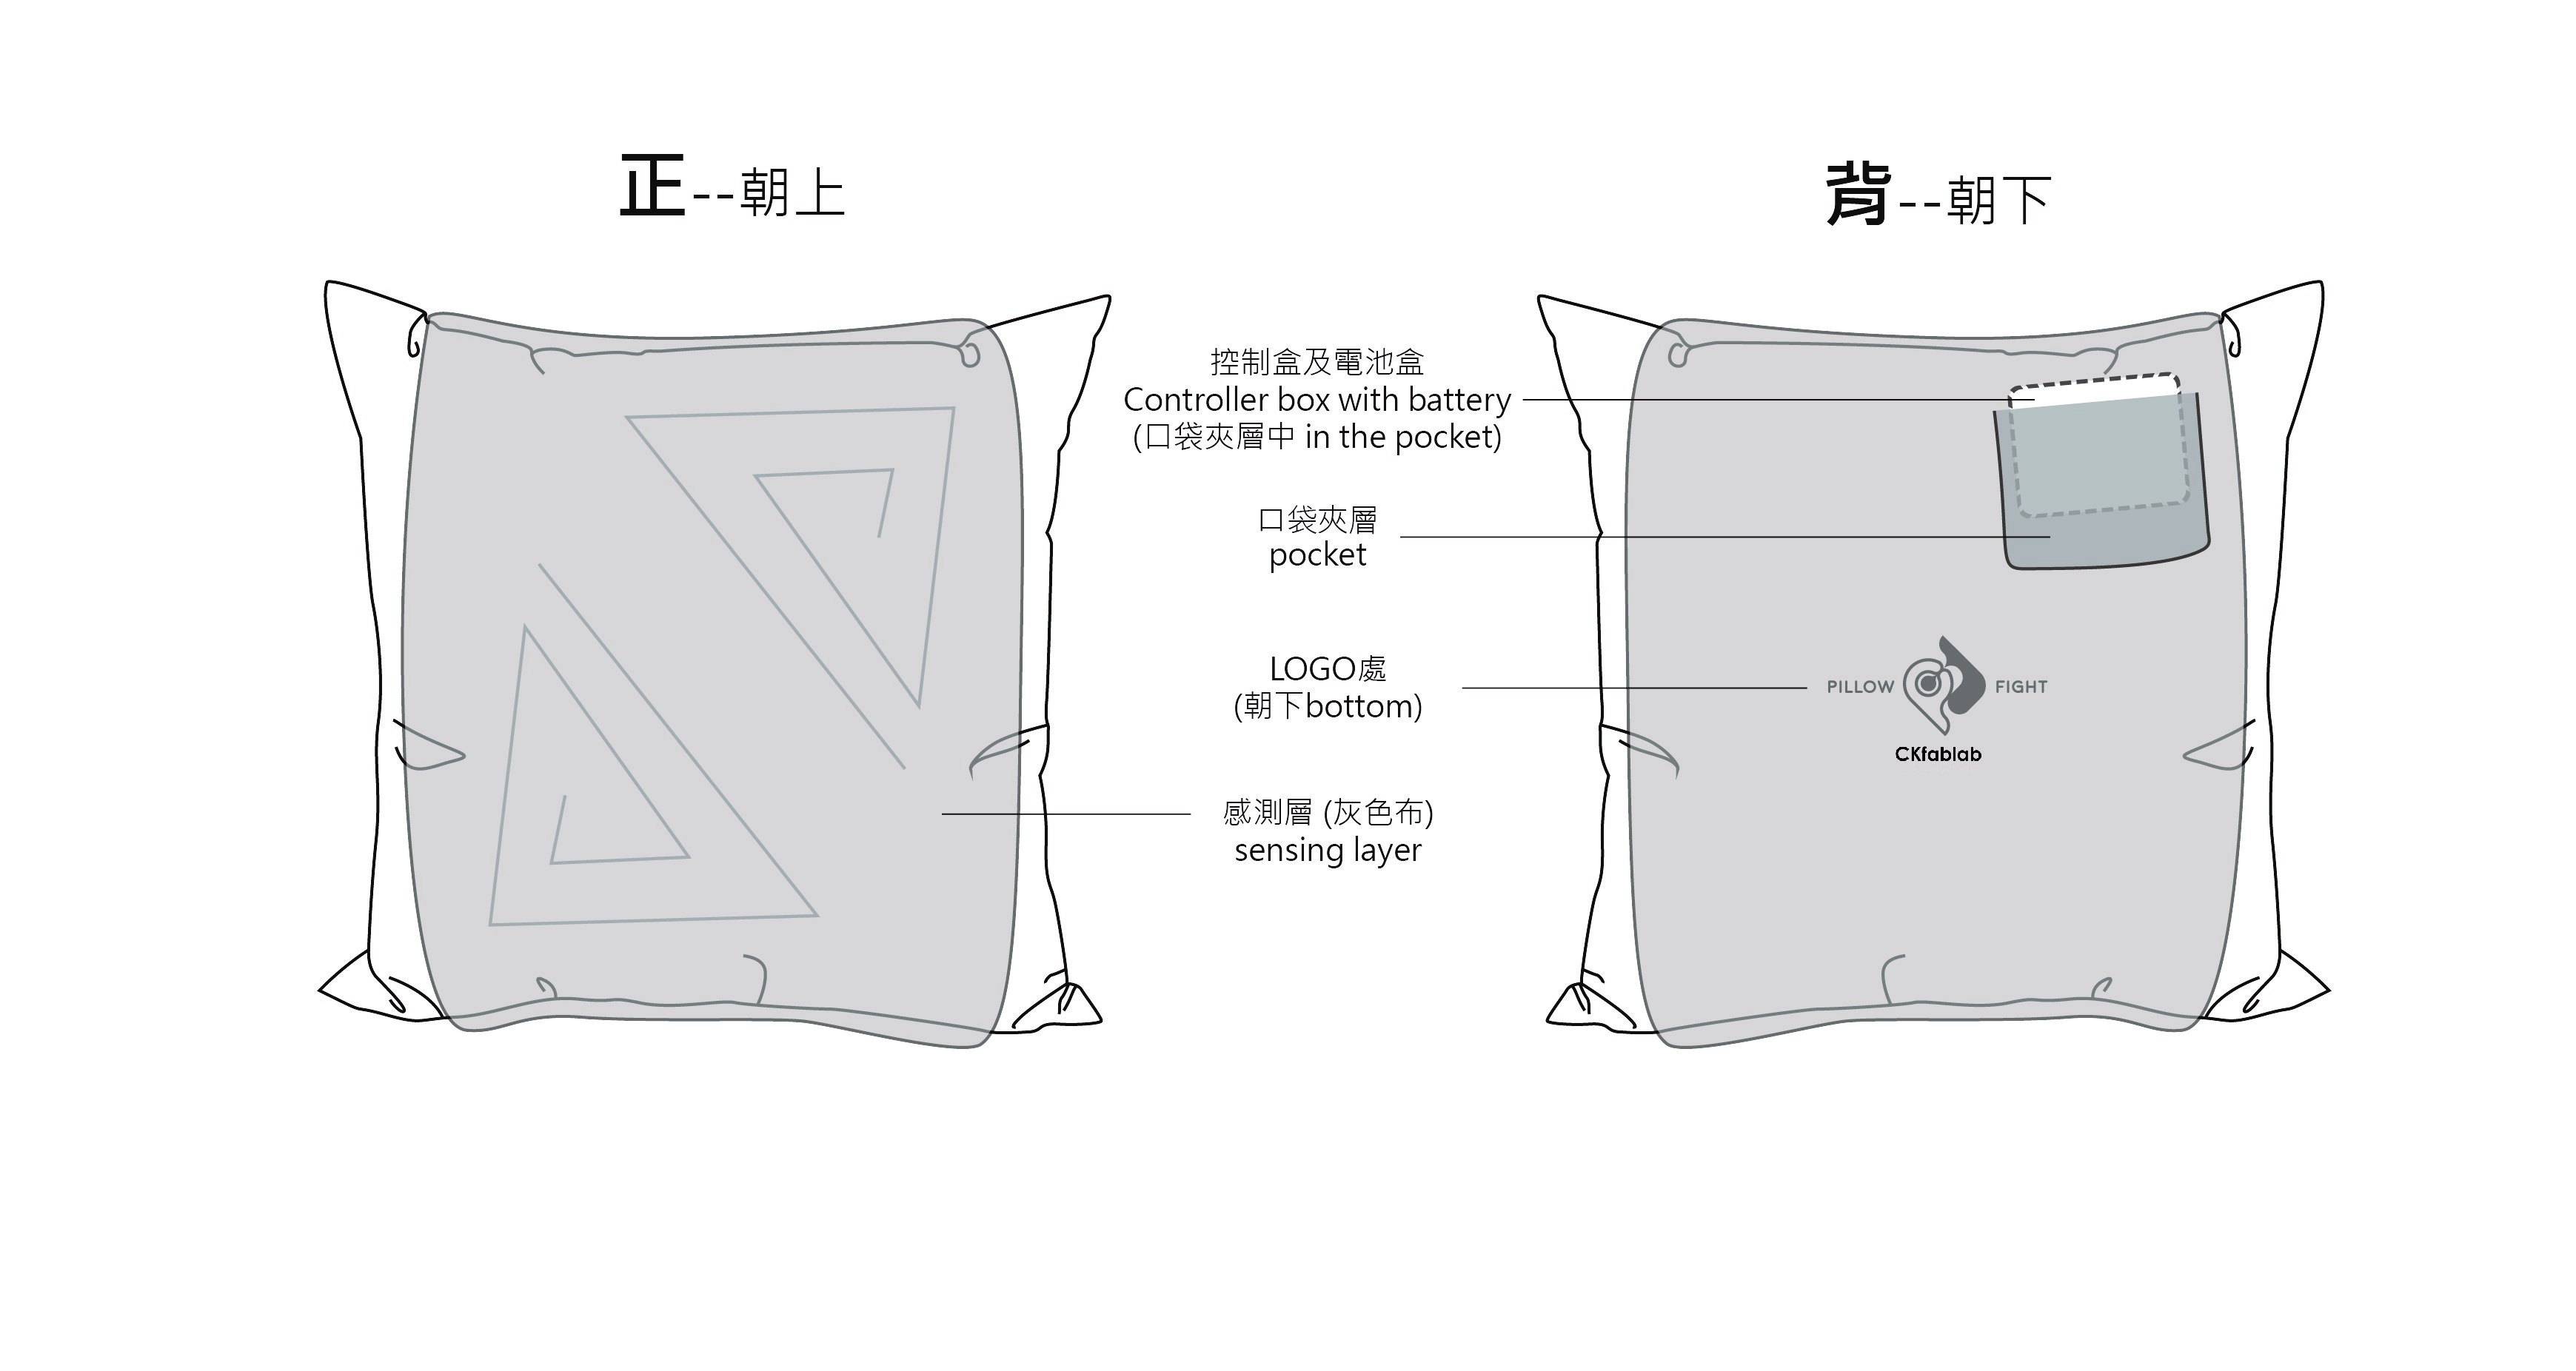 正--朝上
背--朝下
控制盒及電池盒
Controller box with battery
(口袋夾層中 in the pocket)
口袋夾層
pocket
LOGO處
(朝下bottom)
感測層 (灰色布)
sensing layer
PILLOW FIGHT
CKfablab